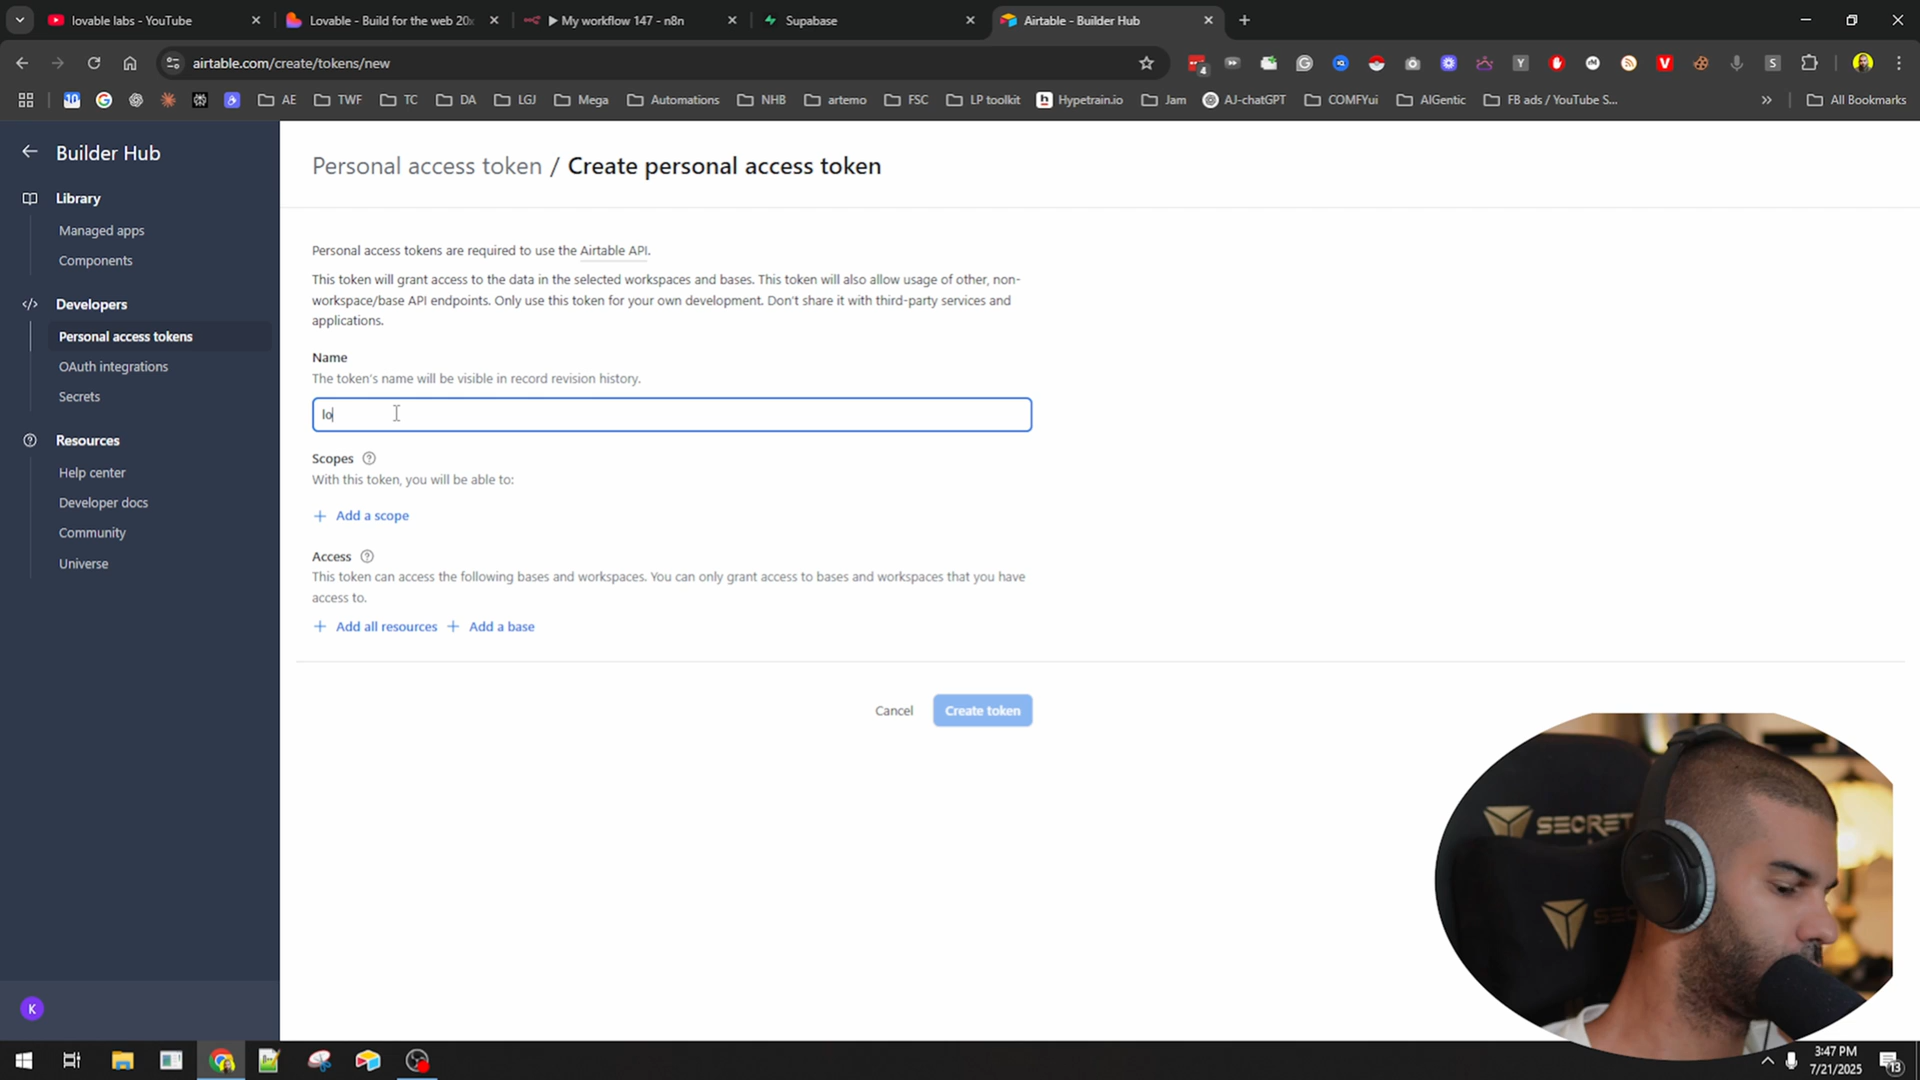 lovable labs - YouTube
Lovable - Build for the web 20x
My workflow 147 - n8n
Supabase
Airtable - Builder Hub
airtable.com/create/tokens/new
4
AE
TWF
TC
DA
LGJ
Mega
Automations
NHB
artemo
FSC
LP toolkit
Hypetrain.io
Jam
AJ-chatGPT
COMFYui
AIGentic
FB ads / YouTube S...
All Bookmarks
Builder Hub
Library
Managed apps
Components
Developers
Personal access tokens
OAuth integrations
Secrets
Resources
Help center
Developer docs
Community
Universe
K
Personal access token / Create personal access token
Personal access tokens are required to use the Airtable API.
This token will grant access to the data in the selected workspaces and bases. This token will also allow usage of other, non-
workspace/base API endpoints. Only use this token for your own development. Don't share it with third-party services and
applications.
Name
The token's name will be visible in record revision history.
lo
Scopes
With this token, you will be able to:
+ Add a scope
Access
This token can access the following bases and workspaces. You can only grant access to bases and workspaces that you have
access to.
+ Add all resources + Add a base
Cancel
Create token
SECRET
3:47 PM
7/21/2025
13